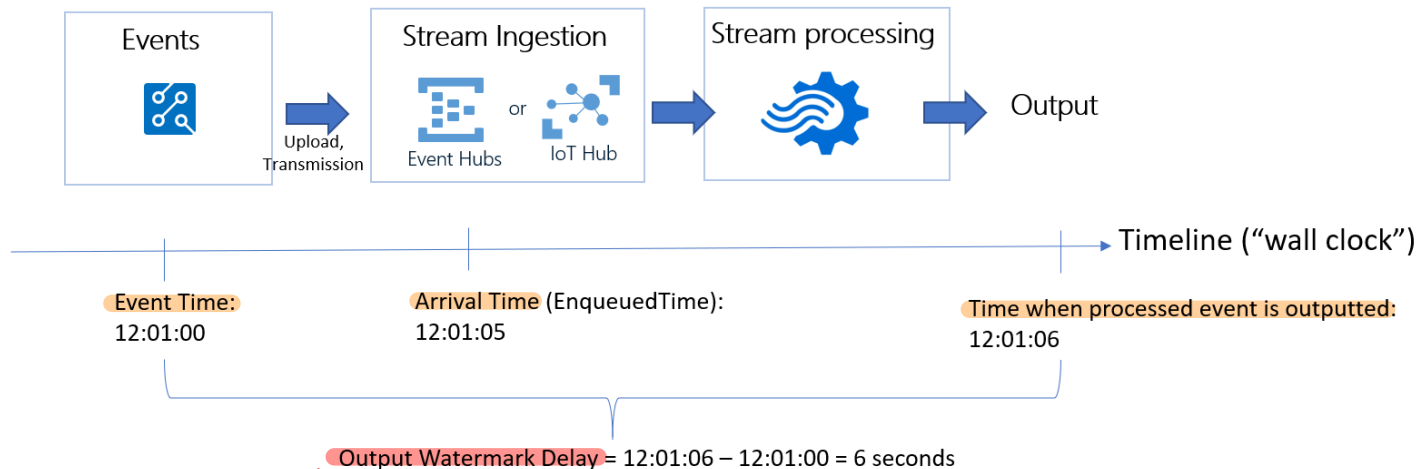 Events
Stream Ingestion
Stream processing
Upload,
Transmission
Event Hubs
or
IoT Hub
Output
Timeline (“wall clock”)
Event Time:
12:01:00
Arrival Time (EnqueuedTime):
12:01:05
Time when processed event is outputted:
12:01:06
Output Watermark Delay = 12:01:06 – 12:01:00 = 6 seconds